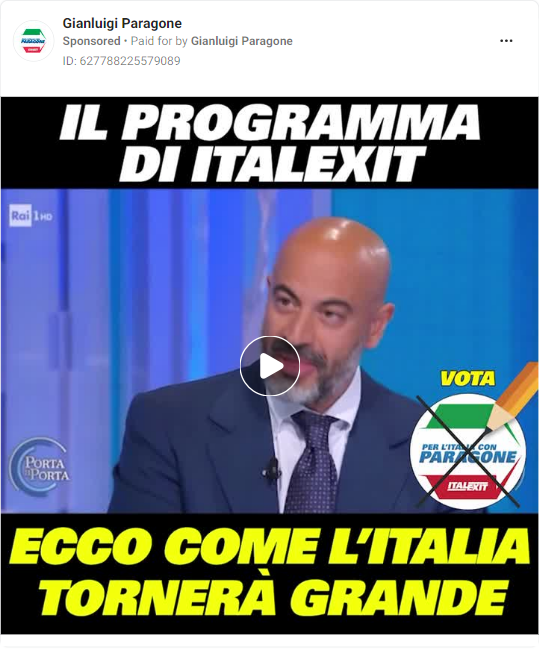 Gianluigi Paragone
Sponsored • Paid for by Gianluigi Paragone
ID: 627788225579089
IL PROGRAMMA
DI ITALEXIT
Rai 1 HD
VOTA
PER L'ITALIA CON
PARAGONE
ITALEXIT
PORTA A PORTA
ECCO COME L'ITALIA
TORNERÀ GRANDE